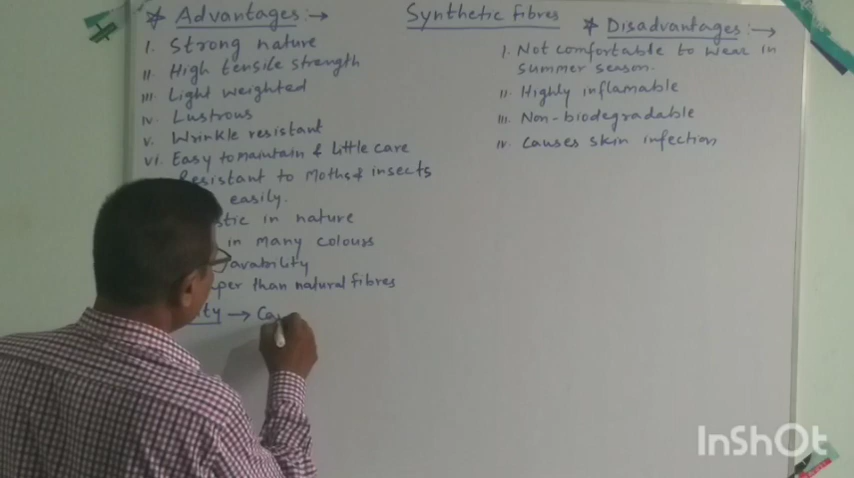 Synthetic fibres
* Advantages:→
I. Strong nature
II. High tensile strength
III. Light weighted
IV. Lustrous
V. Wrinkle resistant
VI. Easy to maintain & Little care
Resistant to Moths & insects
easily.
in nature
in many colours
than natural fibres
→ Ca
* Disadvantages:→
I. Not comfortable to wear in
summer season.
II. Highly inflamable
III. Non-biodegradable
IV. Causes skin infection
InShOt